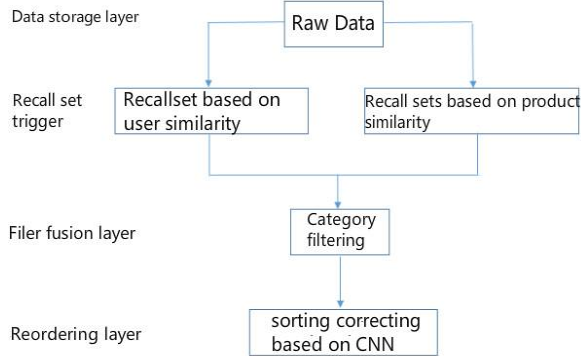 Data storage layer
Raw Data
Recall set
trigger
Recallset based on
user similarity
Recall sets based on product
similarity
Filer fusion layer
Category
filtering
Reordering layer
sorting correcting
based on CNN